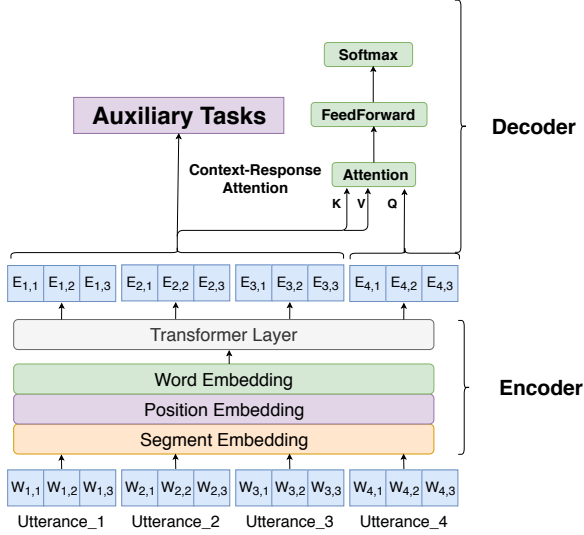 Softmax
Auxiliary Tasks
FeedForward
Decoder
Context-Response
Attention
Attention
K V Q
E1,1 E1,2 E1,3 E2,1 E2,2 E2,3 E3,1 E3,2 E3,3 E4,1 E4,2 E4,3
Transformer Layer
Word Embedding
Encoder
Position Embedding
Segment Embedding
W1,1 W1,2 W1,3 W2,1 W2,2 W2,3 W3,1 W3,2 W3,3 W4,1 W4,2 W4,3
Utterance_1 Utterance_2 Utterance_3 Utterance_4